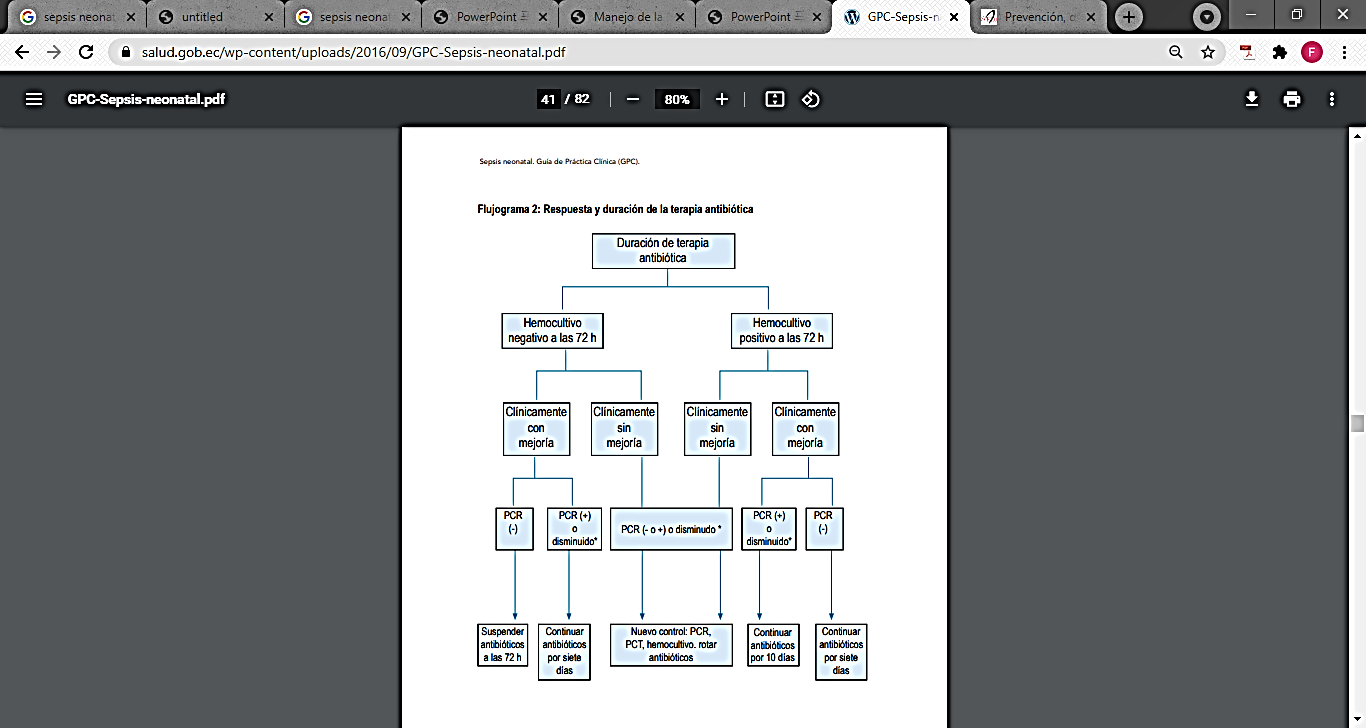 sepsis neonat
untitled
sepsis neonat
PowerPoint
Manejo de la
PowerPoint
GPC-Sepsis-n
Prevención, d
salud.gob.ec/wp-content/uploads/2016/09/GPC-Sepsis-neonatal.pdf
F
GPC-Sepsis-neonatal.pdf
41 / 82
80%
Sepsis neonatal. Guía de Práctica Clínica (GPC).
Flujograma 2: Respuesta y duración de la terapia antibiótica
Duración de terapia
antibiótica
Hemocultivo
negativo a las 72 h
Hemocultivo
positivo a las 72 h
Clínicamente
con
mejoría
Clínicamente
sin
mejoría
Clínicamente
sin
mejoría
Clínicamente
con
mejoría
PCR
(-)
PCR (+)
o
disminuido*
PCR (- o +) o disminudo *
PCR (+)
o
disminuido*
PCR
(-)
Suspender
antibióticos
a las 72 h
Continuar
antibióticos
por siete
días
Nuevo control: PCR,
PCT, hemocultivo. rotar
antibióticos
Continuar
antibióticos
por 10 días
Continuar
antibióticos
por siete
días